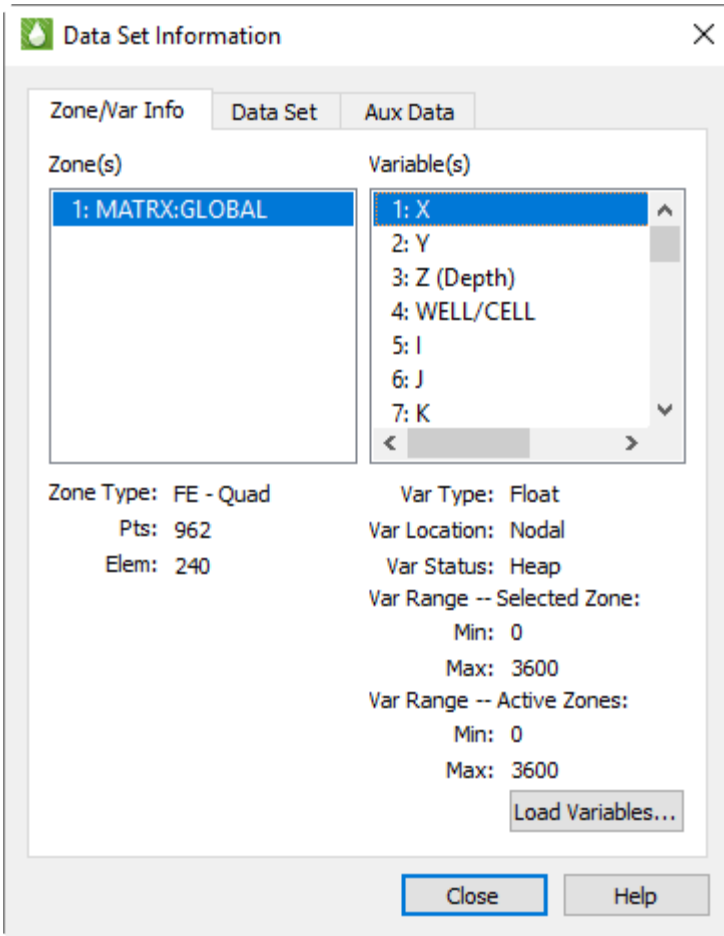 Data Set Information
Zone/Var Info
Data Set
Aux Data
Zone(s)
1: MATRX:GLOBAL
Zone Type: FE - Quad
Pts: 962
Elem: 240
Variable(s)
1: X
2: Y
3: Z (Depth)
4: WELL/CELL
5: I
6: J
7: K
Var Type: Float
Var Location: Nodal
Var Status: Heap
Var Range -- Selected Zone:
Min: 0
Max: 3600
Var Range -- Active Zones:
Min: 0
Max: 3600
Load Variables...
Close
Help